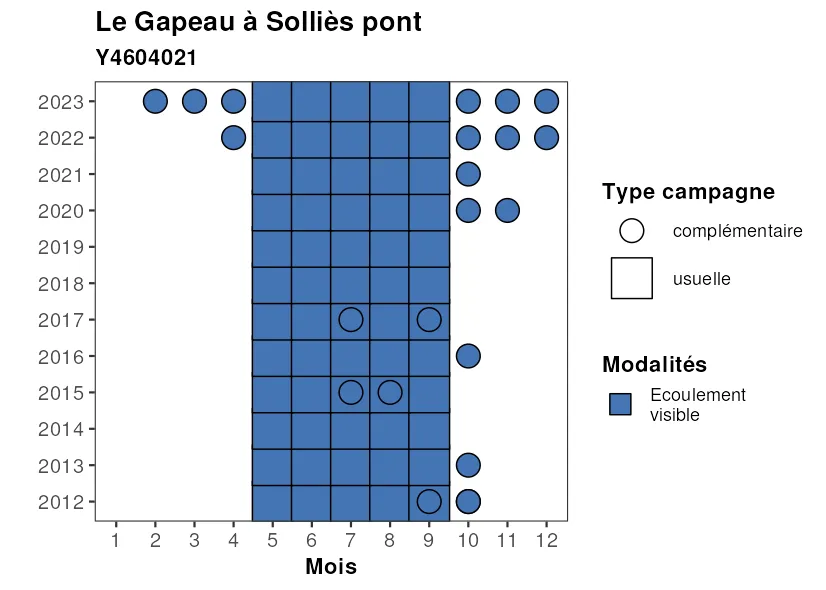 Le Gapeau à Solliès pont
Y4604021
2023
2022
2021
2020
2019
2018
2017
2016
2015
2014
2013
2012
1 2 3 4 5 6 7 8 9 10 11 12
Mois
Type campagne
complémentaire
usuelle
Modalités
Ecoulement
visible